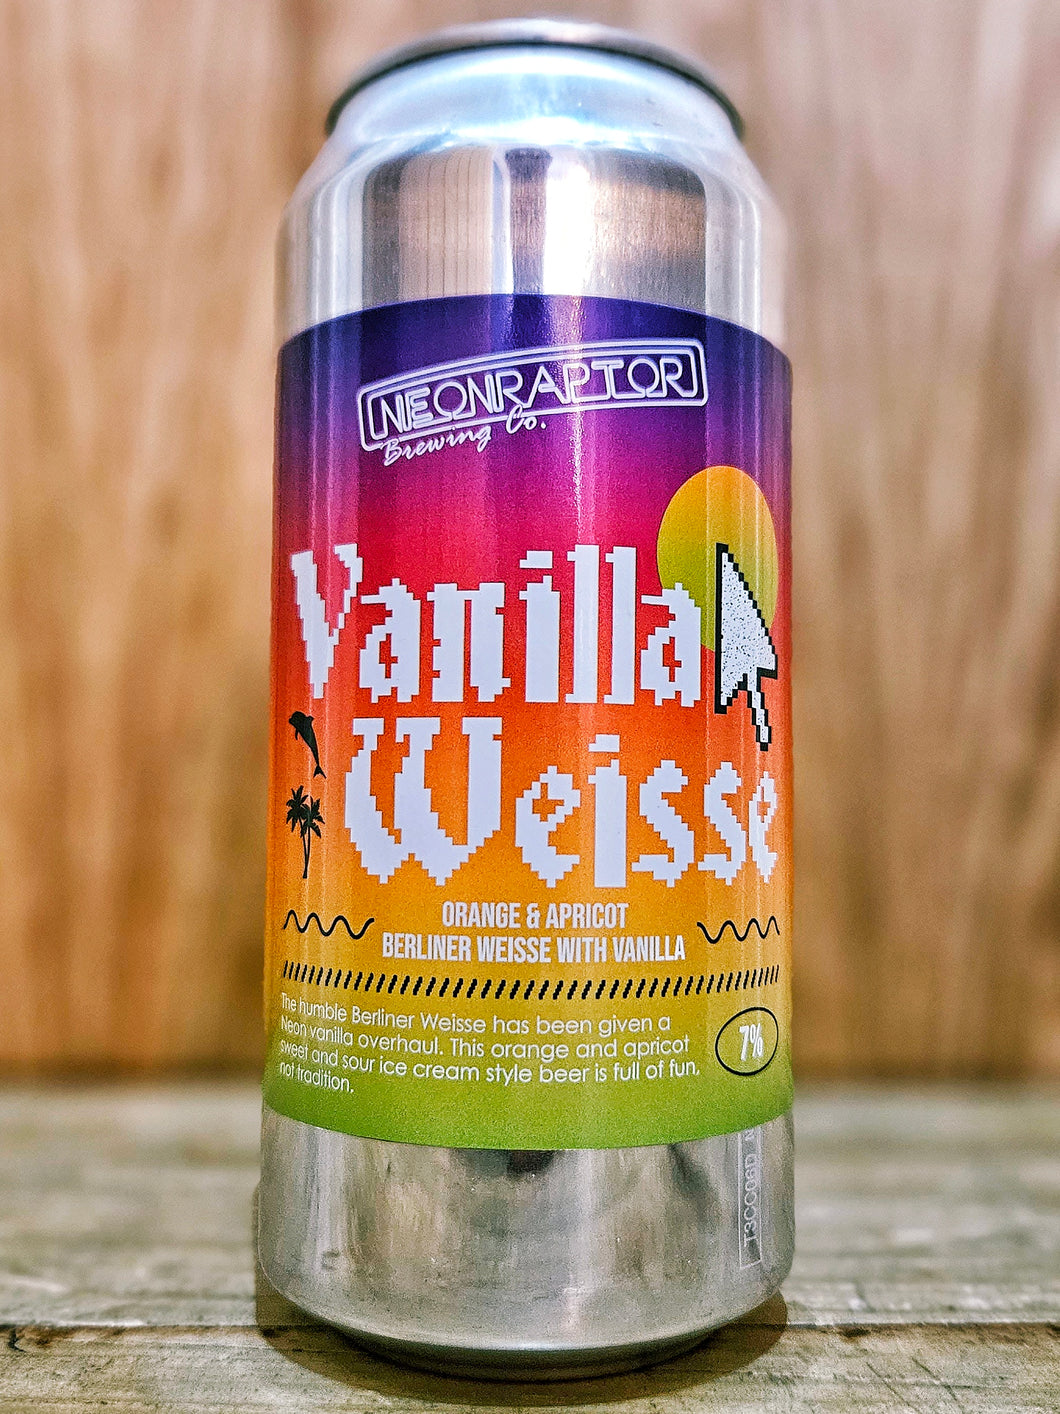 NEONRAPTOR
Brewing Co.
Vanilla
Weisse
ORANGE & APRICOT
BERLINER WEISSE WITH VANILLA
The humble Berliner Weisse has been given a
Neon vanilla overhaul. This orange and apricot
sweet and sour ice cream style beer is full of fun,
not tradition.
7%